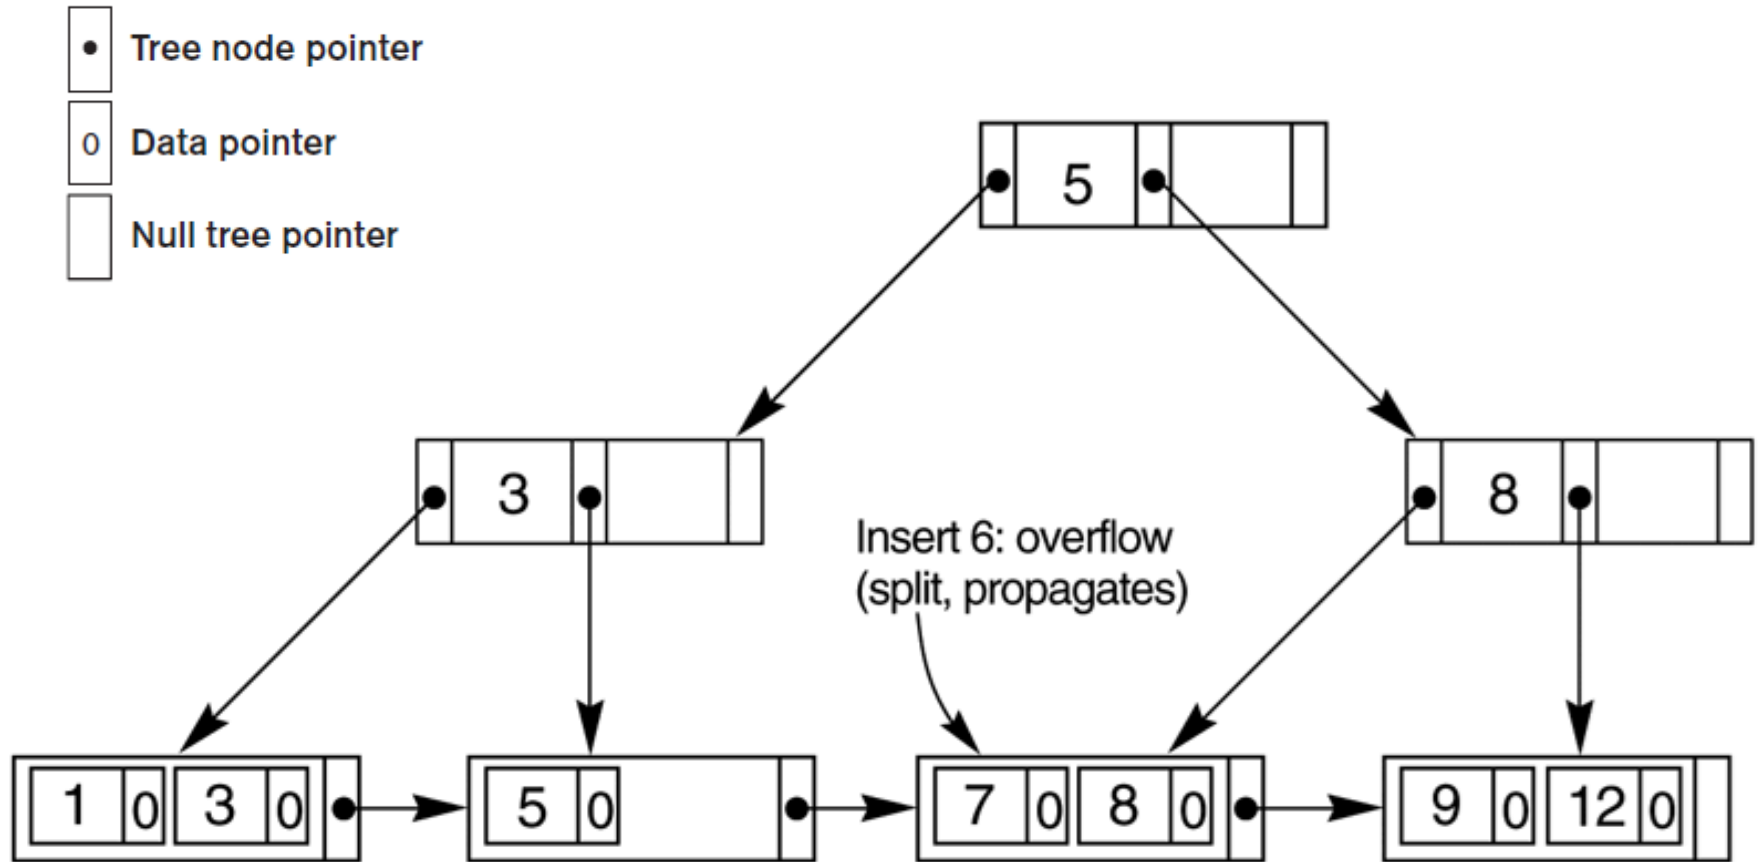 Tree node pointer
0 Data pointer
Null tree pointer
5
3
8
Insert 6: overflow
(split, propagates)
1 0 3 0
5 0
7 0 8 0
9 0 12 0